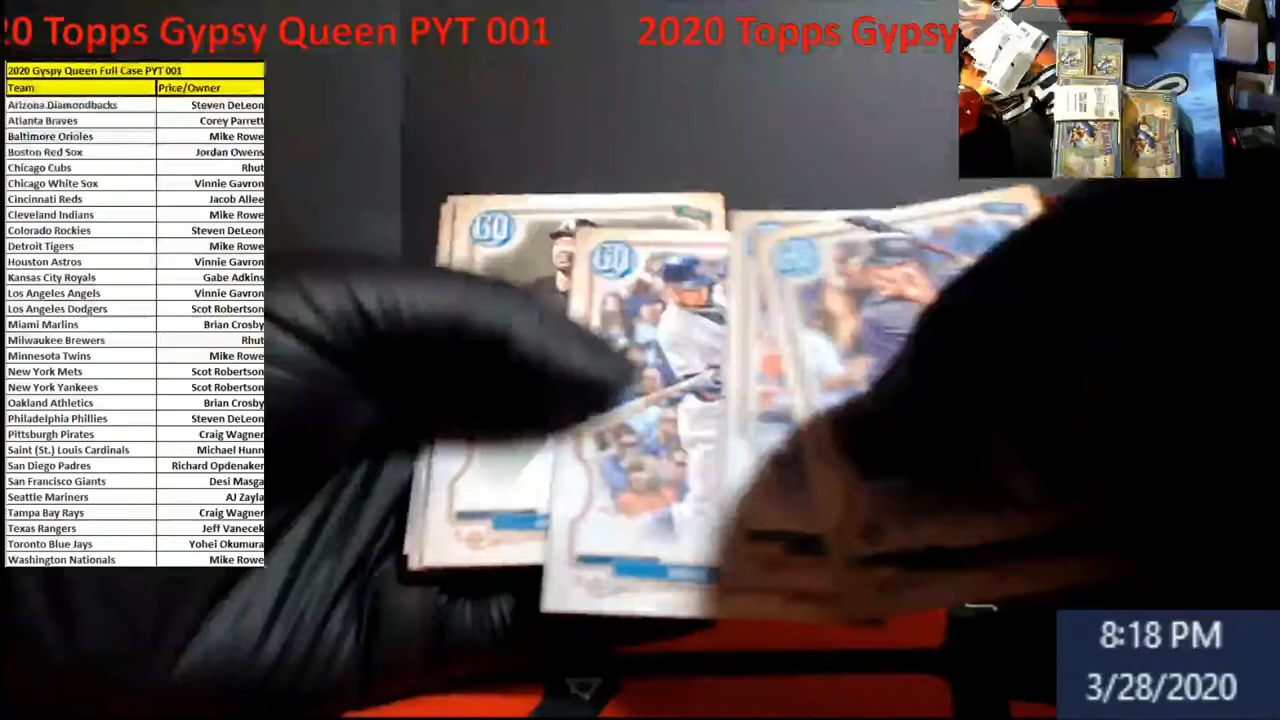 20 Topps Gypsy Queen PYT 001 2020 Topps Gypsy
2020 Gyspy Queen Full Case PYT 001
Team Price/Owner
Arizona Diamondbacks Steven DeLeon
Atlanta Braves Corey Parrett
Baltimore Orioles Mike Rowe
Boston Red Sox Jordan Owens
Chicago Cubs Rhut
Chicago White Sox Vinnie Gavron
Cincinnati Reds Jacob Allee
Cleveland Indians Mike Rowe
Colorado Rockies Steven DeLeon
Detroit Tigers Mike Rowe
Houston Astros Vinnie Gavron
Kansas City Royals Gabe Adkins
Los Angeles Angels Vinnie Gavron
Los Angeles Dodgers Scot Robertson
Miami Marlins Brian Crosby
Milwaukee Brewers Rhut
Minnesota Twins Mike Rowe
New York Mets Scot Robertson
New York Yankees Scot Robertson
Oakland Athletics Brian Crosby
Philadelphia Phillies Steven DeLeon
Pittsburgh Pirates Craig Wagner
Saint (St.) Louis Cardinals Michael Hunn
San Diego Padres Richard Opdenaker
San Francisco Giants Desi Masga
Seattle Mariners AJ Zayla
Tampa Bay Rays Craig Wagner
Texas Rangers Jeff Vanecek
Toronto Blue Jays Yohei Okumura
Washington Nationals Mike Rowe
GQ
GQ
8:18 PM
3/28/2020